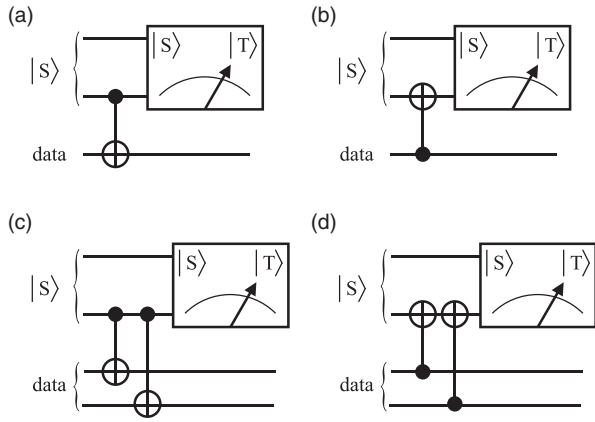 (a) (b)
|S⟩ |S⟩ |T⟩ |S⟩ |S⟩ |T⟩
data data
(c) (d)
|S⟩ |S⟩ |T⟩ |S⟩ |S⟩ |T⟩
data data